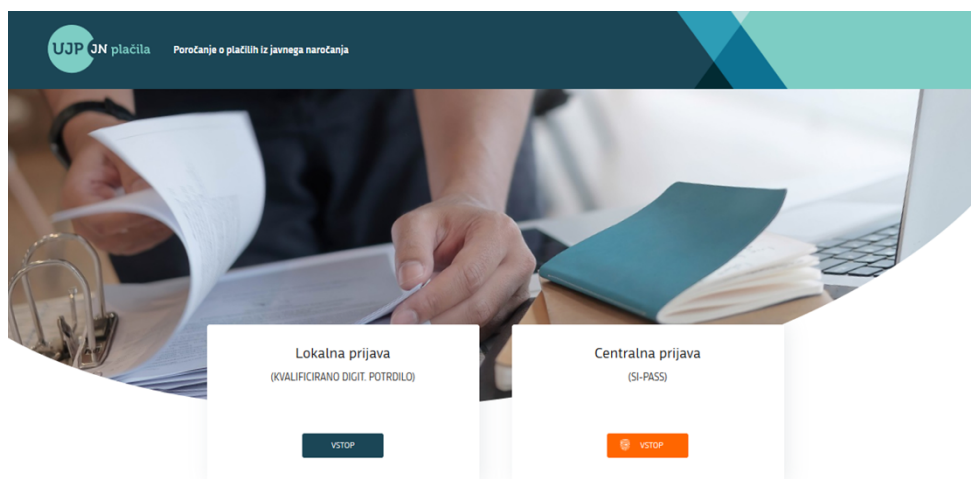 UJP JN plačila
Poročanje o plačilih iz javnega naročanja
Lokalna prijava
(KVALIFICIRANO DIGIT. POTRDILO)
VSTOP
Centralna prijava
(SI-PASS)
VSTOP